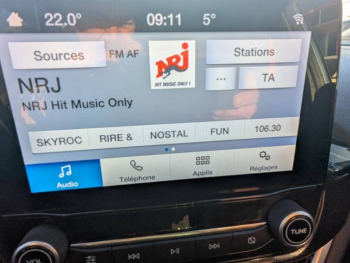 22,0° 09:11 5°
Sources FM AF NRJ Stations
HIT MUSIC ONLY !
... TA
NRJ
NRJ Hit Music Only
SKYROC RIRE & NOSTAL FUN 106.30
Audio Téléphone Applis Réglages
VOL TUNE